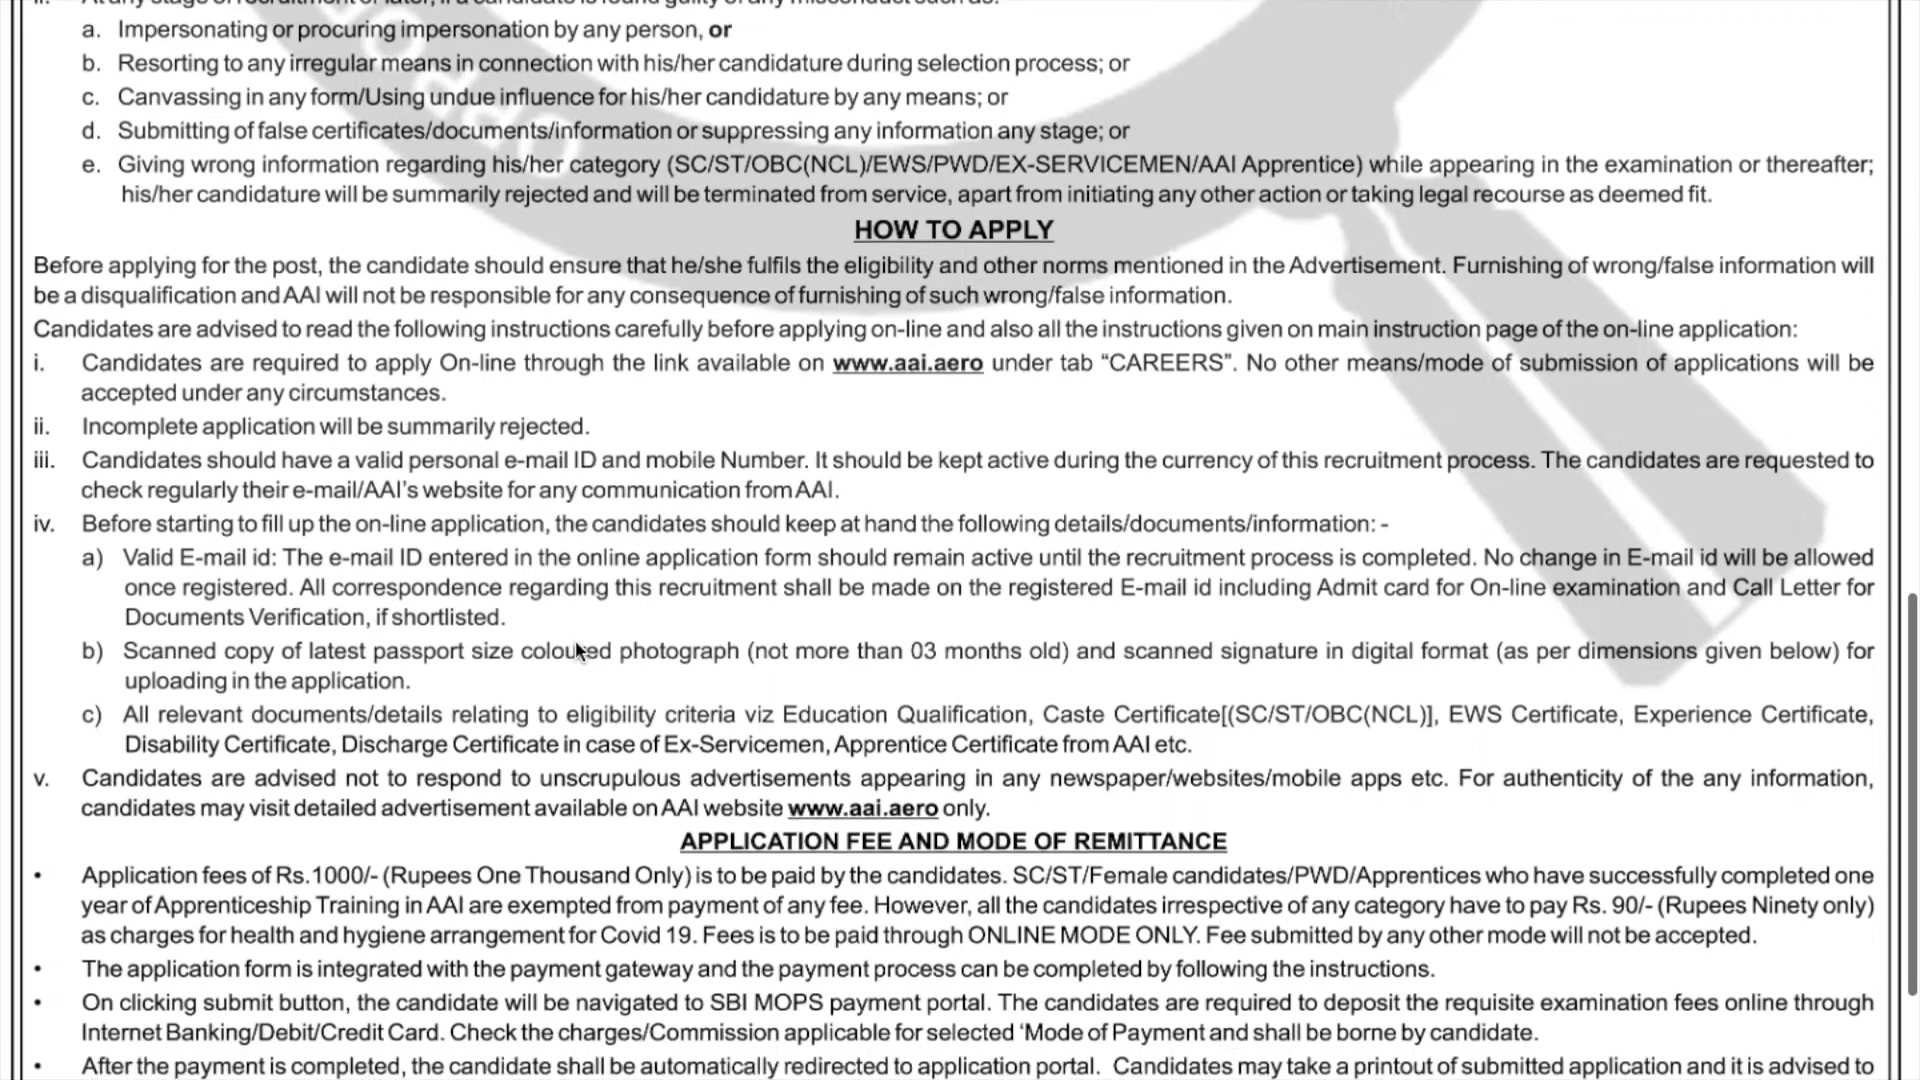 a. Impersonating or procuring impersonation by any person, or
b. Resorting to any irregular means in connection with his/her candidature during selection process; or
c. Canvassing in any form/Using undue influence for his/her candidature by any means; or
d. Submitting of false certificates/documents/information or suppressing any information any stage; or
e. Giving wrong information regarding his/her category (SC/ST/OBC(NCL)/EWS/PWD/EX-SERVICEMEN/AAI Apprentice) while appearing in the examination or thereafter;
his/her candidature will be summarily rejected and will be terminated from service, apart from initiating any other action or taking legal recourse as deemed fit.
HOW TO APPLY
Before applying for the post, the candidate should ensure that he/she fulfils the eligibility and other norms mentioned in the Advertisement. Furnishing of wrong/false information will
be a disqualification and AAI will not be responsible for any consequence of furnishing of such wrong/false information.
Candidates are advised to read the following instructions carefully before applying on-line and also all the instructions given on main instruction page of the on-line application:
i. Candidates are required to apply On-line through the link available on www.aai.aero under tab “CAREERS”. No other means/mode of submission of applications will be
accepted under any circumstances.
ii. Incomplete application will be summarily rejected.
iii. Candidates should have a valid personal e-mail ID and mobile Number. It should be kept active during the currency of this recruitment process. The candidates are requested to
check regularly their e-mail/AAI’s website for any communication from AAI.
iv. Before starting to fill up the on-line application, the candidates should keep at hand the following details/documents/information: -
a) Valid E-mail id: The e-mail ID entered in the online application form should remain active until the recruitment process is completed. No change in E-mail id will be allowed
once registered. All correspondence regarding this recruitment shall be made on the registered E-mail id including Admit card for On-line examination and Call Letter for
Documents Verification, if shortlisted.
b) Scanned copy of latest passport size coloured photograph (not more than 03 months old) and scanned signature in digital format (as per dimensions given below) for
uploading in the application.
c) All relevant documents/details relating to eligibility criteria viz Education Qualification, Caste Certificate[(SC/ST/OBC(NCL)], EWS Certificate, Experience Certificate,
Disability Certificate, Discharge Certificate in case of Ex-Servicemen, Apprentice Certificate from AAI etc.
v. Candidates are advised not to respond to unscrupulous advertisements appearing in any newspaper/websites/mobile apps etc. For authenticity of the any information,
candidates may visit detailed advertisement available on AAI website www.aai.aero only.
APPLICATION FEE AND MODE OF REMITTANCE
• Application fees of Rs.1000/- (Rupees One Thousand Only) is to be paid by the candidates. SC/ST/Female candidates/PWD/Apprentices who have successfully completed one
year of Apprenticeship Training in AAI are exempted from payment of any fee. However, all the candidates irrespective of any category have to pay Rs. 90/- (Rupees Ninety only)
as charges for health and hygiene arrangement for Covid 19. Fees is to be paid through ONLINE MODE ONLY. Fee submitted by any other mode will not be accepted.
• The application form is integrated with the payment gateway and the payment process can be completed by following the instructions.
• On clicking submit button, the candidate will be navigated to SBI MOPS payment portal. The candidates are required to deposit the requisite examination fees online through
Internet Banking/Debit/Credit Card. Check the charges/Commission applicable for selected ‘Mode of Payment and shall be borne by candidate.
• After the payment is completed, the candidate shall be automatically redirected to application portal. Candidates may take a printout of submitted application and it is advised to